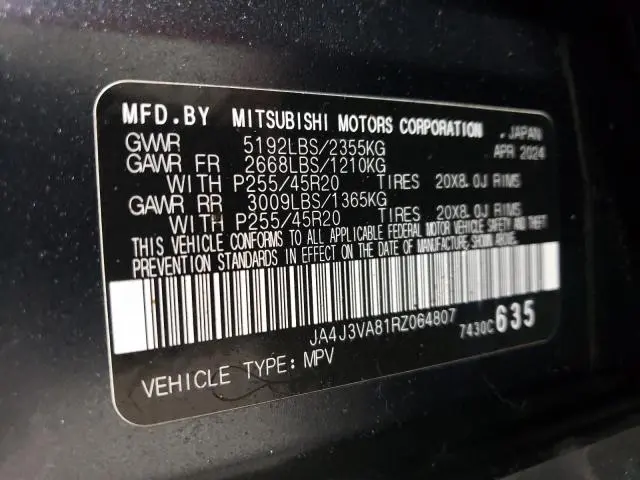 MFD.BY MITSUBISHI MOTORS CORPORATION , JAPAN
GVWR 5192LBS/2355KG APR 2024
GAWR FR 2668LBS/1210KG
WITH P255/45R20 TIRES 20X8.0J RIMS
GAWR RR 3009LBS/1365KG
WITH P255/45R20 TIRES 20X8.0J RIMS
THIS VEHICLE CONFORMS TO ALL APPLICABLE FEDERAL MOTOR VEHICLE SAFETY AND THEFT
PREVENTION STANDARDS IN EFFECT ON THE DATE OF MANUFACTURE SHOWN ABOVE.
JA4J3VA81RZ064807 7430C635
VEHICLE TYPE: MPV